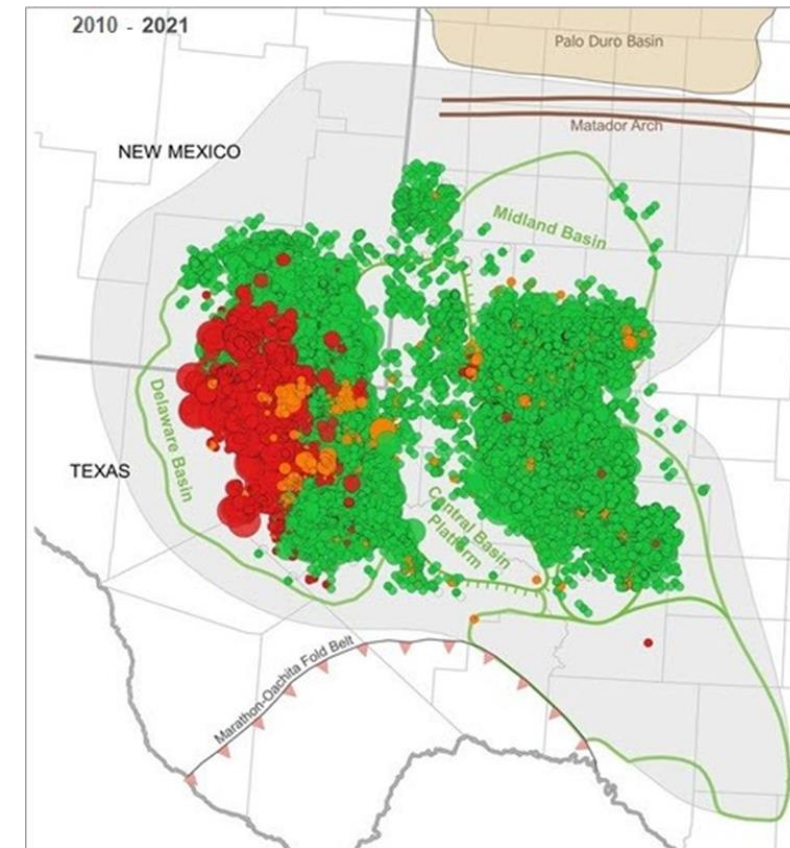 2010 - 2021
Palo Duro Basin
Matador Arch
NEW MEXICO
Midland Basin
Delaware Basin
TEXAS
Central Basin
Platform
Marathon-Oachita Fold Belt